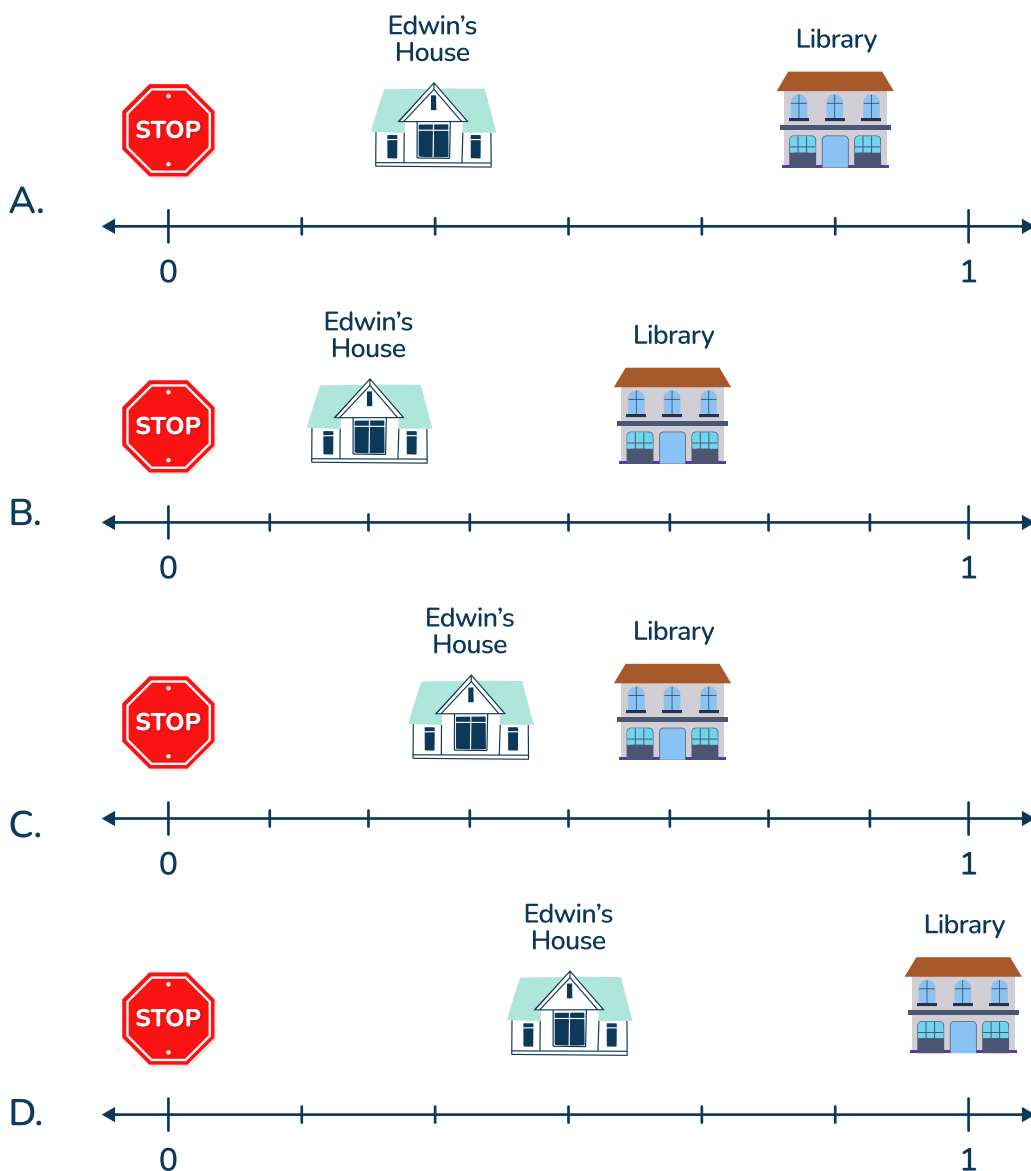 Edwin's
House
Library
STOP
A.
0 1
Edwin's
House
Library
STOP
B.
0 1
Edwin's
House
Library
STOP
C.
0 1
Edwin's
House
Library
STOP
D.
0 1